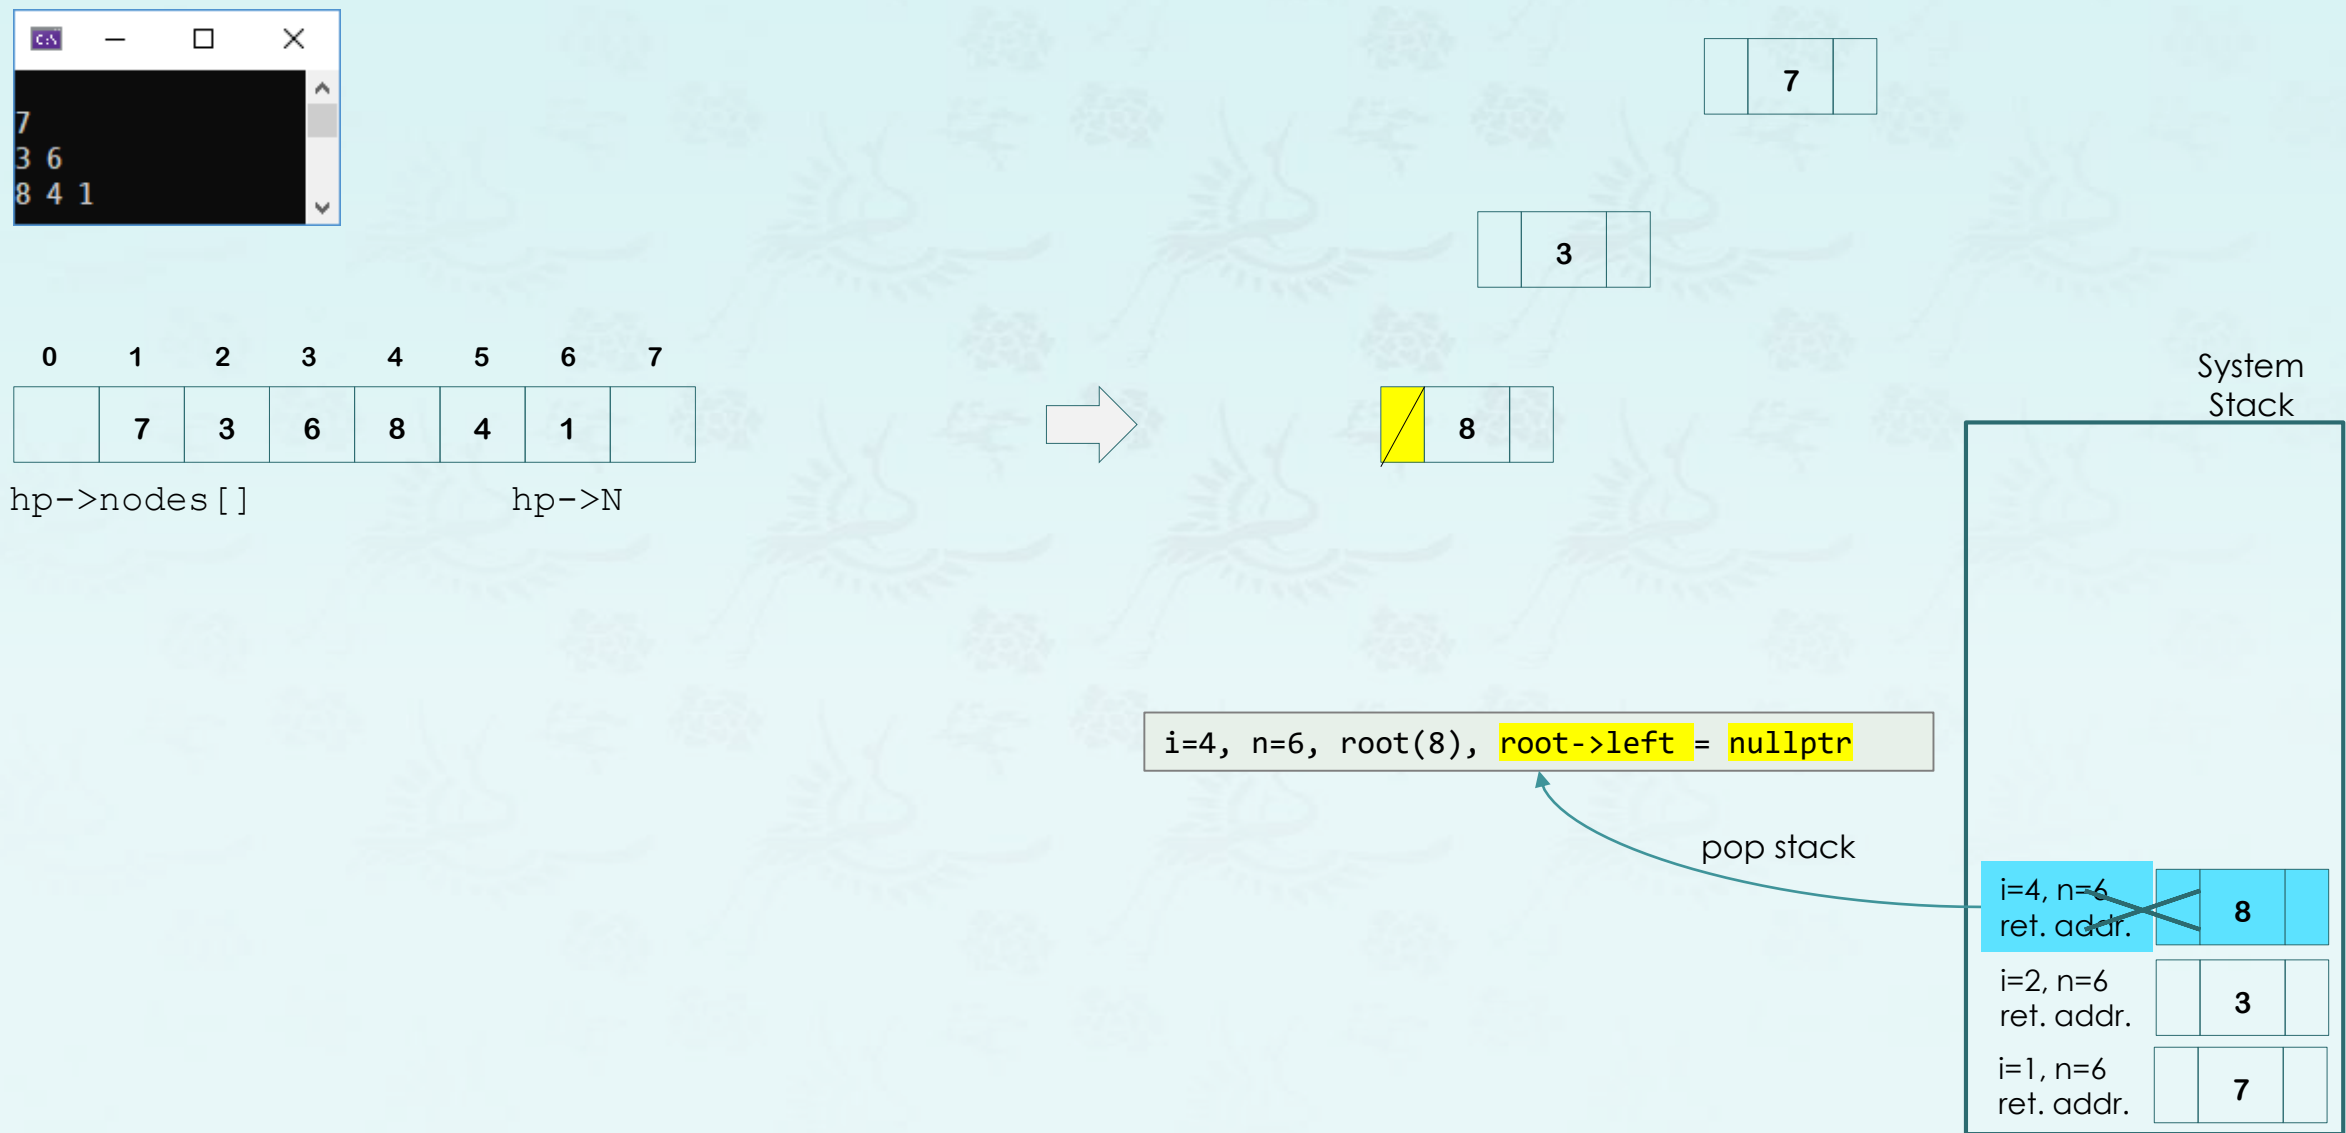 C:\
7
3 6
8 4 1
7
3
0 1 2 3 4 5 6 7
7 3 6 8 4 1
hp->nodes[] hp->N
8
System
Stack
i=4, n=6, root(8), root->left = nullptr
pop stack
i=4, n=6
ret. addr.
8
i=2, n=6
ret. addr.
3
i=1, n=6
ret. addr.
7